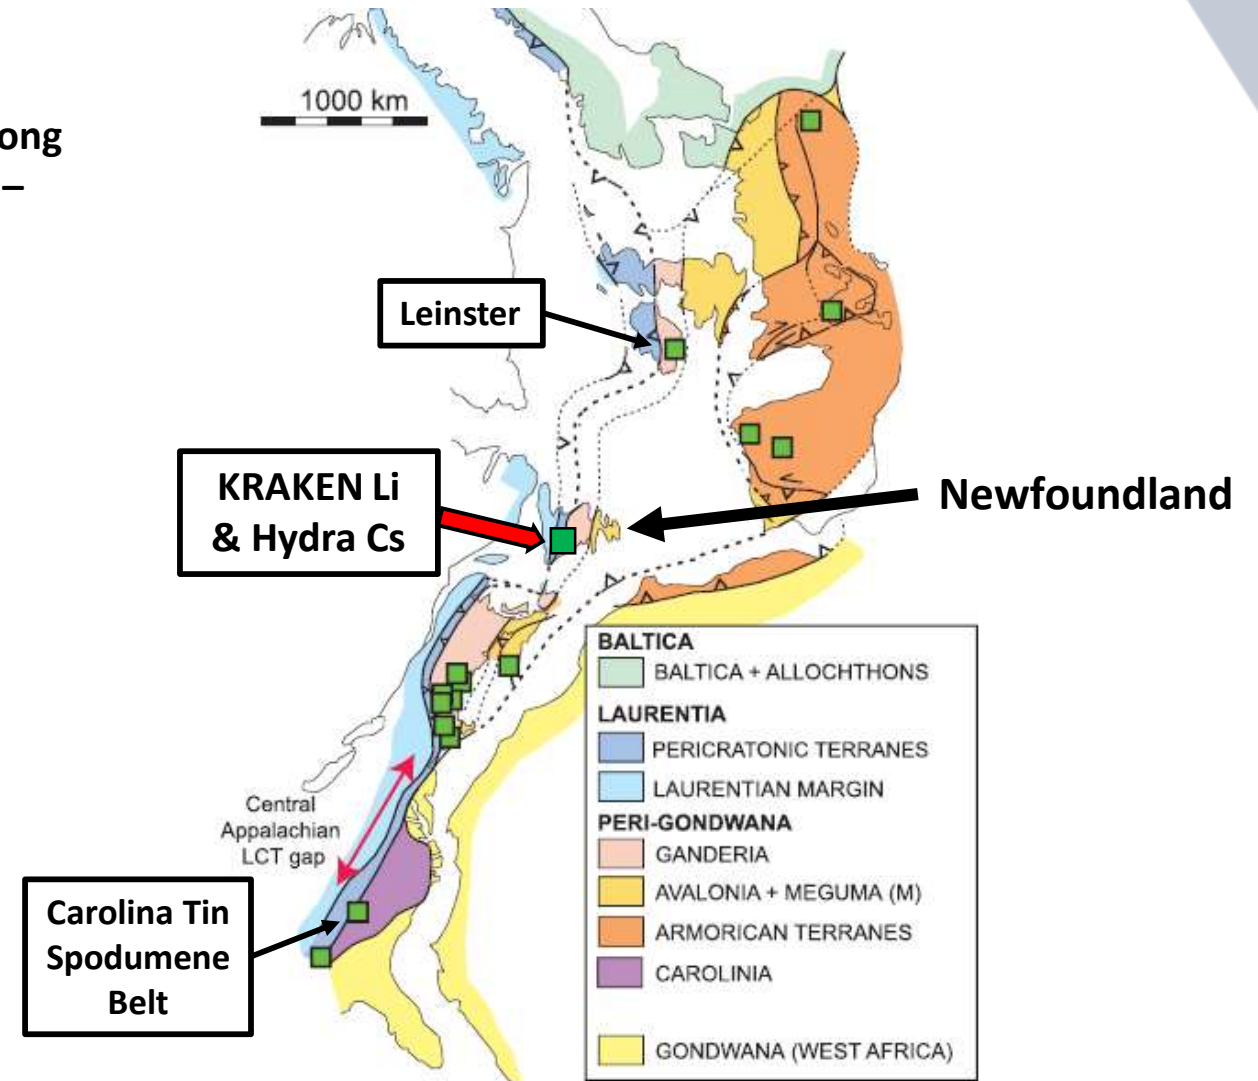 1000 km
ong
–
Leinster
KRAKEN Li
& Hydra Cs
Newfoundland
Central
Appalachian
LCT gap
Carolina Tin
Spodumene
Belt
BALTICA
BALTICA + ALLOCHTHONS
LAURENTIA
PERICRATONIC TERRANES
LAURENTIAN MARGIN
PERI-GONDWANA
GANDERIA
AVALONIA + MEGUMA (M)
ARMORICAN TERRANES
CAROLINIA
GONDWANA (WEST AFRICA)